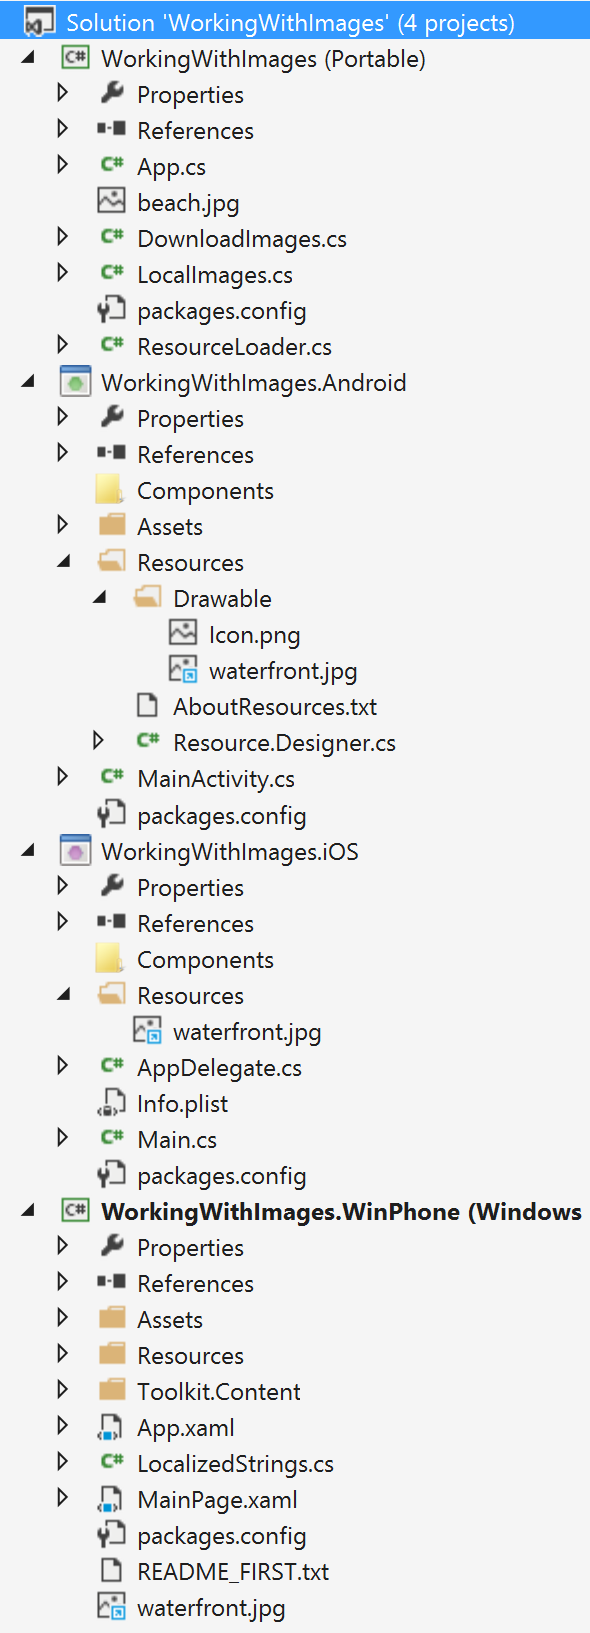 Solution 'WorkingWithImages' (4 projects)
C# WorkingWithImages (Portable)
Properties
References
C# App.cs
beach.jpg
C# DownloadImages.cs
C# LocalImages.cs
packages.config
C# ResourceLoader.cs
WorkingWithImages.Android
Properties
References
Components
Assets
Resources
Drawable
Icon.png
waterfront.jpg
AboutResources.txt
C# Resource.Designer.cs
C# MainActivity.cs
packages.config
WorkingWithImages.iOS
Properties
References
Components
Resources
waterfront.jpg
C# AppDelegate.cs
Info.plist
C# Main.cs
packages.config
C# WorkingWithImages.WinPhone (Windows
Properties
References
Assets
Resources
Toolkit.Content
App.xaml
C# LocalizedStrings.cs
MainPage.xaml
packages.config
README_FIRST.txt
waterfront.jpg